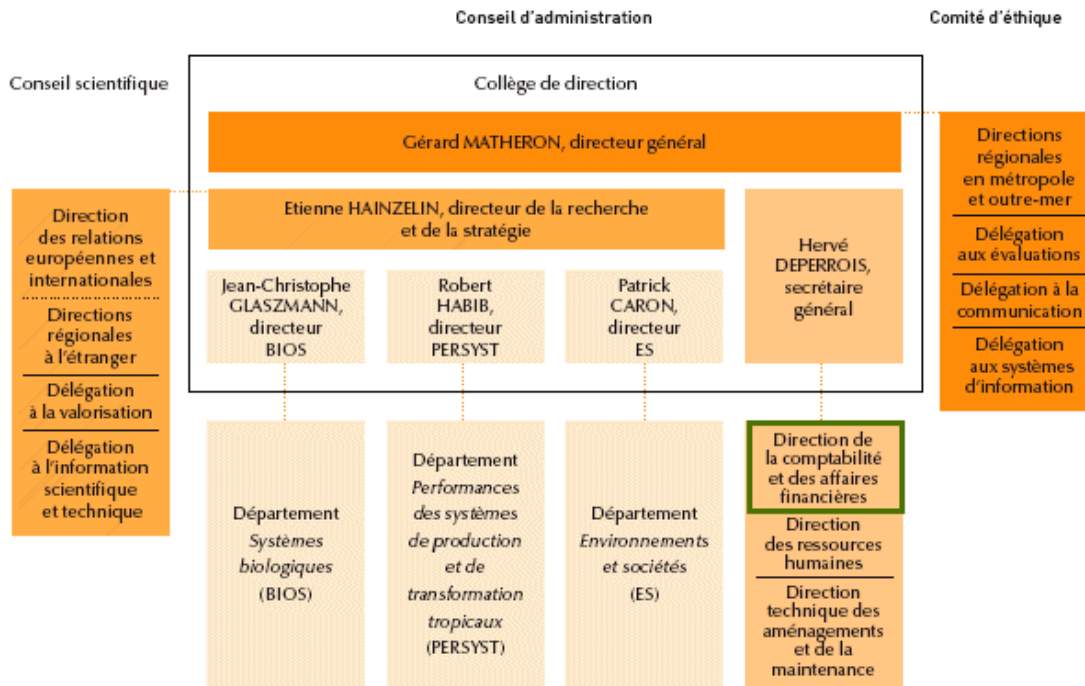 Conseil d'administration
Comité d'éthique
Conseil scientifique
Collège de direction
Gérard MATHERON, directeur général
Directions
régionales
en métropole
et outre-mer
Délégation
aux évaluations
Délégation à la
communication
Délégation
aux systèmes
d'information
Etienne HAINZELIN, directeur de la recherche
et de la stratégie
Hervé
DEPERROIS,
secrétaire
général
Direction
des relations
européennes et
internationales
Directions
régionales
à l'étranger
Délégation
à la valorisation
Délégation
à l'information
scientifique
et technique
Jean-Christophe
GLASZMANN,
directeur
BIOS
Robert
HABIB,
directeur
PERSYST
Patrick
CARON,
directeur
ES
Département
Systèmes
biologiques
(BIOS)
Département
Performances
des systèmes
de production
et de
transformation
tropicaux
(PERSYST)
Département
Environnements
et sociétés
(ES)
Direction de
la comptabilité
et des affaires
financières
Direction
des ressources
humaines
Direction
technique des
aménagements
et de la
maintenance